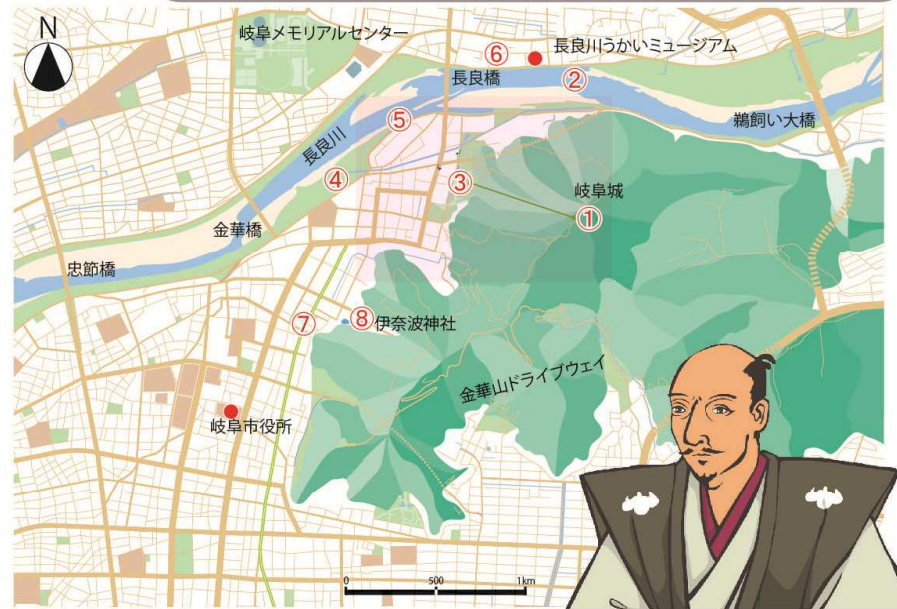 N
岐阜メモリアルセンター
⑥
長良川うかいミュージアム
長良橋
②
鵜飼い大橋
⑤
長良川
④
③
岐阜城
①
金華橋
忠節橋
⑦
⑧
伊奈波神社
金華山ドライブウェイ
岐阜市役所
0 500 1km